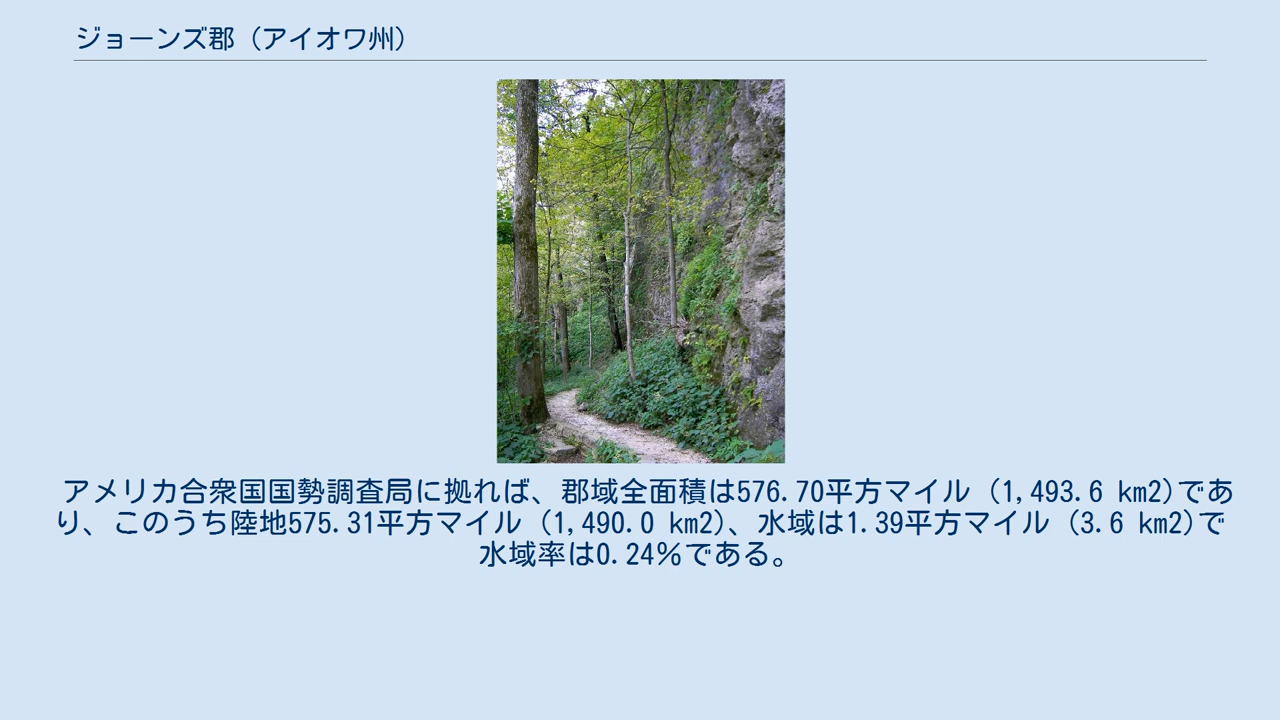 ジョーンズ郡（アイオワ州）
アメリカ合衆国国勢調査局に拠れば、郡域全面積は576.70平方マイル (1,493.6 km2)であ
り、このうち陸地575.31平方マイル (1,490.0 km2)、水域は1.39平方マイル (3.6 km2)で
水域率は0.24％である。